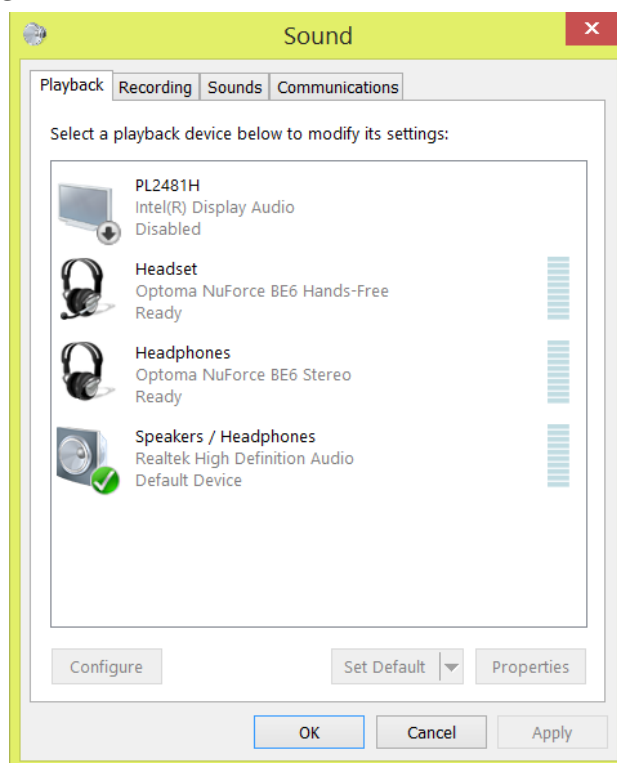 Sound
Playback Recording Sounds Communications
Select a playback device below to modify its settings:
PL2481H
Intel(R) Display Audio
Disabled
Headset
Optoma NuForce BE6 Hands-Free
Ready
Headphones
Optoma NuForce BE6 Stereo
Ready
Speakers / Headphones
Realtek High Definition Audio
Default Device
Configure Set Default Properties
OK Cancel Apply